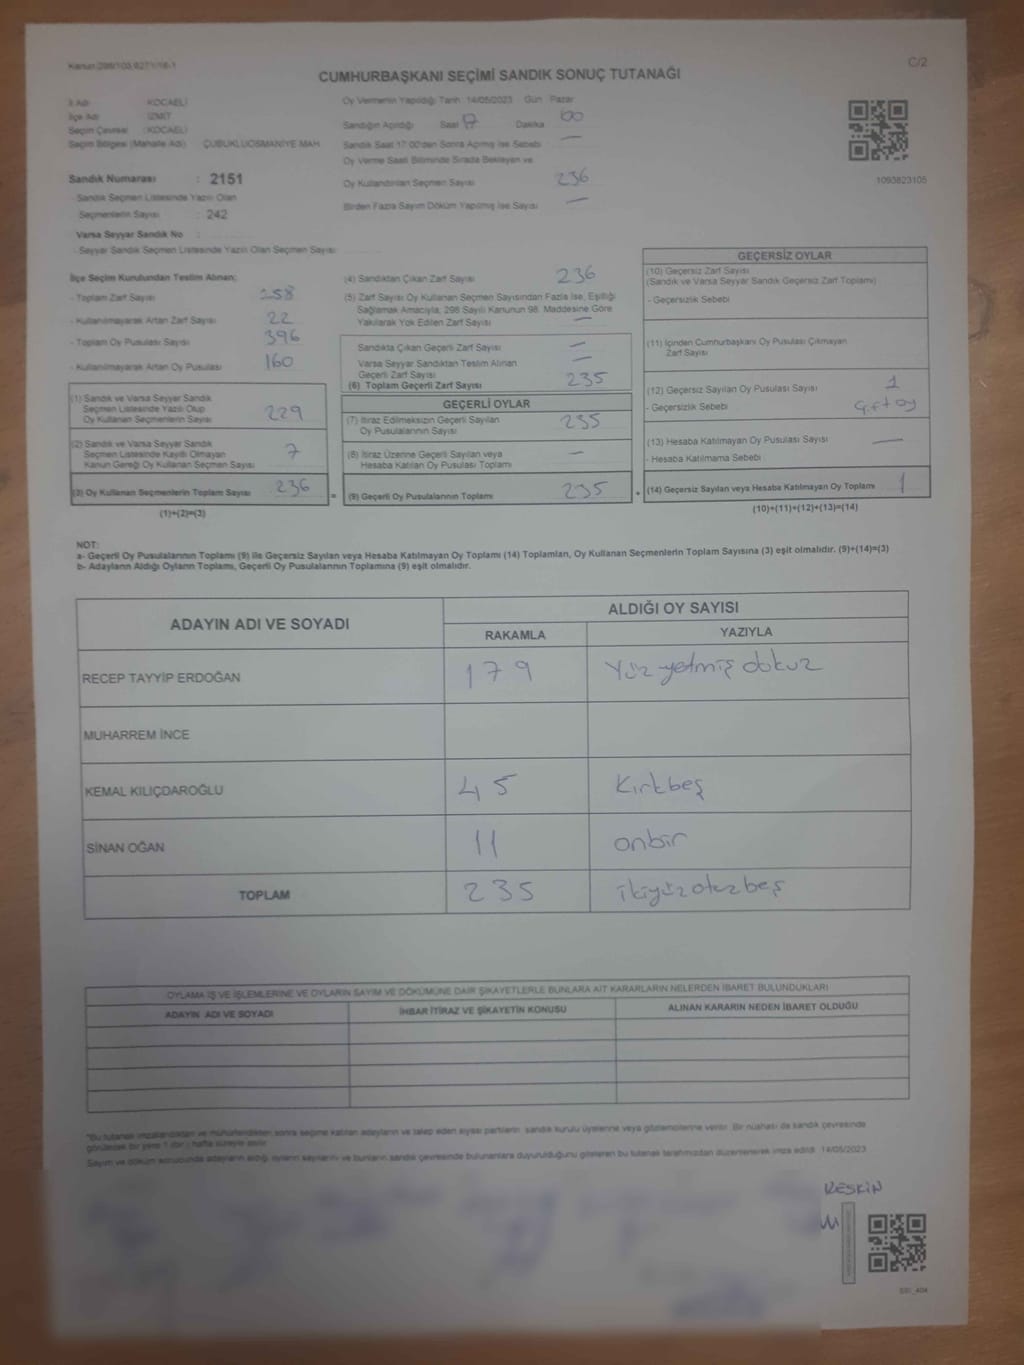 Kanun:298/103,6271/16-1
C/2
CUMHURBAŞKANI SEÇİMİ SANDIK SONUÇ TUTANAĞI
İl Adı : KOCAELİ
İlçe Adı : İZMİT
Seçim Çevresi : KOCAELİ
Seçim Bölgesi (Mahalle Adı) : ÇUBUKLUOSMANİYE MAH.
Sandık Numarası : 2151
- Sandık Seçmen Listesinde Yazılı Olan
Seçmenlerin Sayısı : 242
Varsa Seyyar Sandık No :
- Seyyar Sandık Seçmen Listesinde Yazılı Olan Seçmen Sayısı :
Oy Vermenin Yapıldığı Tarih 14/05/2023 Gün Pazar
Sandığın Açıldığı Saat 17 Dakika 00
Sandık Saat 17:00'den Sonra Açımış İse Sebebi —
Oy Verme Saati Bitiminde Sırada Bekleyen ve
Oy Kullandırılan Seçmen Sayısı 236
Birden Fazla Sayım Döküm Yapılmış İse Sayısı —
1093823105
İlçe Seçim Kurulundan Teslim Alınan;
- Toplam Zarf Sayısı 258
- Kullanılmayarak Artan Zarf Sayısı 22
- Toplam Oy Pusulası Sayısı 396
- Kullanılmayarak Artan Oy Pusulası 160
(1) Sandık ve Varsa Seyyar Sandık
Seçmen Listesinde Yazılı Olup
Oy Kullanan Seçmenlerin Sayısı 229
(2) Sandık ve Varsa Seyyar Sandık
Seçmen Listesinde Kayıtlı Olmayan
Kanun Gereği Oy Kullanan Seçmen Sayısı 7
(3) Oy Kullanan Seçmenlerin Toplam Sayısı 236
(1)+(2)=(3)
=
(4) Sandıktan Çıkan Zarf Sayısı 236
(5) Zarf Sayısı Oy Kullanan Seçmen Sayısından Fazla İse, Eşitliği
Sağlamak Amacıyla, 298 Sayılı Kanunun 98. Maddesine Göre
Yakılarak Yok Edilen Zarf Sayısı —
Sandıkta Çıkan Geçerli Zarf Sayısı —
Varsa Seyyar Sandıktan Teslim Alınan
Geçerli Zarf Sayısı —
(6) Toplam Geçerli Zarf Sayısı 235
GEÇERLİ OYLAR
(7) İtiraz Edilmeksizin Geçerli Sayılan
Oy Pusulalarının Sayısı 235
(8) İtiraz Üzerine Geçerli Sayılan veya
Hesaba Katılan Oy Pusulası Toplamı —
(9) Geçerli Oy Pusulalarının Toplamı 235
+
GEÇERSİZ OYLAR
(10) Geçersiz Zarf Sayısı
(Sandık ve Varsa Seyyar Sandık Geçersiz Zarf Toplamı)
- Geçersizlik Sebebi
(11) İçinden Cumhurbaşkanı Oy Pusulası Çıkmayan
Zarf Sayısı
(12) Geçersiz Sayılan Oy Pusulası Sayısı 1
- Geçersizlik Sebebi Çift oy
(13) Hesaba Katılmayan Oy Pusulası Sayısı —
- Hesaba Katılmama Sebebi
(14) Geçersiz Sayılan veya Hesaba Katılmayan Oy Toplamı 1
(10)+(11)+(12)+(13)=(14)
NOT:
a- Geçerli Oy Pusulalarının Toplamı (9) ile Geçersiz Sayılan veya Hesaba Katılmayan Oy Toplamı (14) Toplamları, Oy Kullanan Seçmenlerin Toplam Sayısına (3) eşit olmalıdır. (9)+(14)=(3)
b- Adayların Aldığı Oyların Toplamı, Geçerli Oy Pusulalarının Toplamına (9) eşit olmalıdır.
ADAYIN ADI VE SOYADI
ALDIĞI OY SAYISI
RAKAMLA YAZIYLA
RECEP TAYYİP ERDOĞAN 179 Yüz yetmiş dokuz
MUHARREM İNCE
KEMAL KILIÇDAROĞLU 45 Kırkbeş
SİNAN OĞAN 11 onbir
TOPLAM 235 ikiyüzotuzbeş
OYLAMA İŞ VE İŞLEMLERİNE VE OYLARIN SAYIM VE DÖKÜMÜNE DAİR ŞİKAYETLERLE BUNLARA AİT KARARLARIN NELERDEN İBARET BULUNDUKLARI
ADAYIN ADI VE SOYADI İHBAR İTİRAZ VE ŞİKAYETİN KONUSU ALINAN KARARIN NEDEN İBARET OLDUĞU
*Bu tutanak imzalandıktan ve mühürlendikten sonra seçime katılan adayların ve talep eden siyasi partilerin sandık kurulu üyelerine veya gözlemcilerine verilir. Bir nüshası da sandık çevresinde
görülecek bir yere 1 (bir) hafta süreyle asılır.
Sayım ve döküm sonucunda adayların aldığı oyların sayılarını ve bunların sandık çevresinde bulunanlara duyurulduğunu gösteren bu tutanak tarafımızdan düzenlenerek imza edildi. 14/05/2023
KESKİN